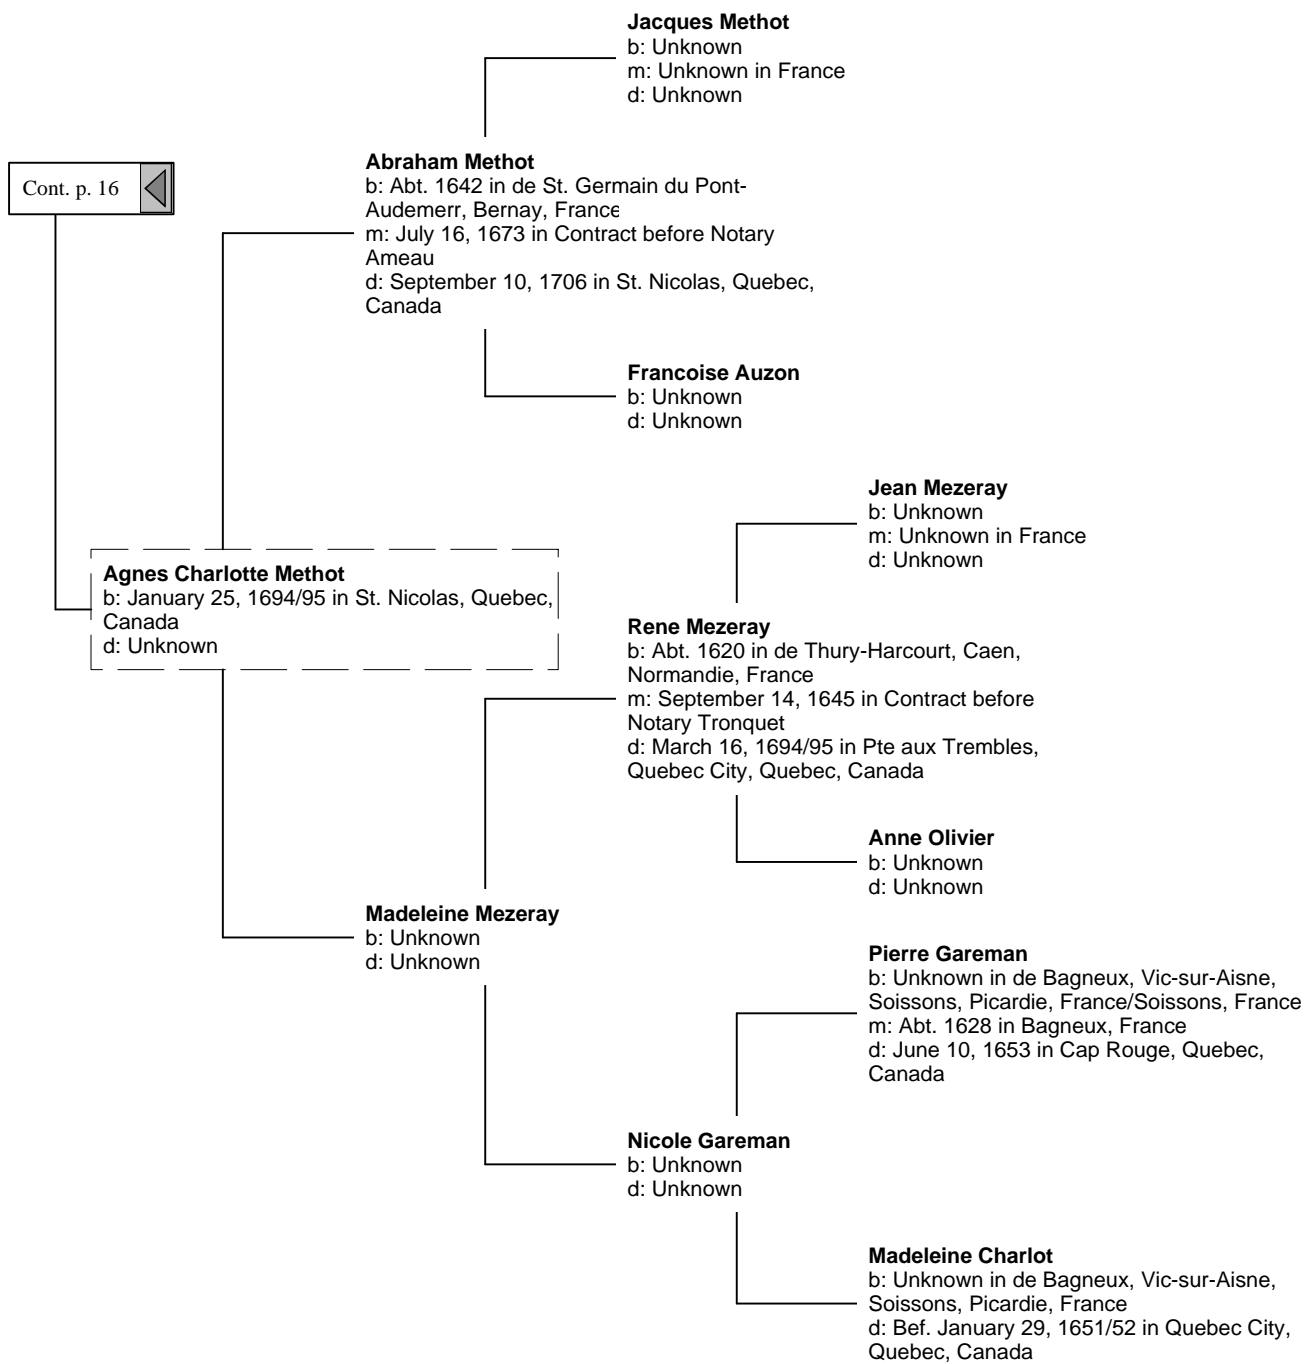 Jacques Methot
b: Unknown
m: Unknown in France
d: Unknown
Cont. p. 16
Abraham Methot
b: Abt. 1642 in de St. Germain du Pont-
Audemerr, Bernay, France
m: July 16, 1673 in Contract before Notary
Ameau
d: September 10, 1706 in St. Nicolas, Quebec,
Canada
Francoise Auzon
b: Unknown
d: Unknown
Jean Mezeray
b: Unknown
m: Unknown in France
d: Unknown
Agnes Charlotte Methot
b: January 25, 1694/95 in St. Nicolas, Quebec,
Canada
d: Unknown
Rene Mezeray
b: Abt. 1620 in de Thury-Harcourt, Caen,
Normandie, France
m: September 14, 1645 in Contract before
Notary Tronquet
d: March 16, 1694/95 in Pte aux Trembles,
Quebec City, Quebec, Canada
Anne Olivier
b: Unknown
d: Unknown
Madeleine Mezeray
b: Unknown
d: Unknown
Pierre Gareman
b: Unknown in de Bagneux, Vic-sur-Aisne,
Soissons, Picardie, France/Soissons, France
m: Abt. 1628 in Bagneux, France
d: June 10, 1653 in Cap Rouge, Quebec,
Canada
Nicole Gareman
b: Unknown
d: Unknown
Madeleine Charlot
b: Unknown in de Bagneux, Vic-sur-Aisne,
Soissons, Picardie, France
d: Bef. January 29, 1651/52 in Quebec City,
Quebec, Canada